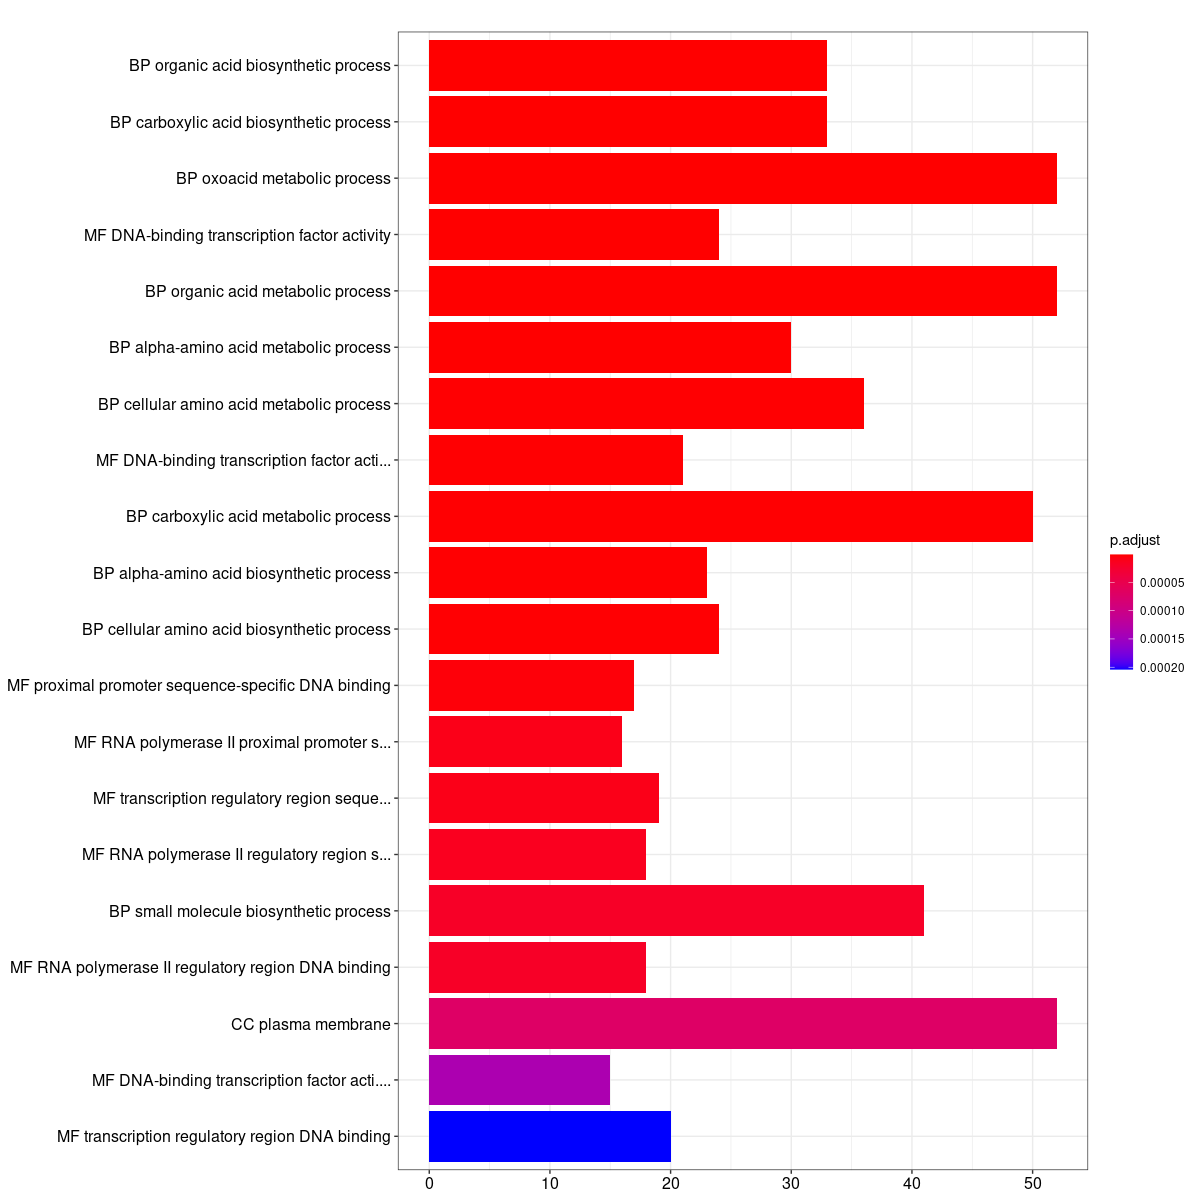 BP organic acid biosynthetic process
BP carboxylic acid biosynthetic process
BP oxoacid metabolic process
MF DNA-binding transcription factor activity
BP organic acid metabolic process
BP alpha-amino acid metabolic process
BP cellular amino acid metabolic process
MF DNA-binding transcription factor acti...
BP carboxylic acid metabolic process
BP alpha-amino acid biosynthetic process
BP cellular amino acid biosynthetic process
MF proximal promoter sequence-specific DNA binding
MF RNA polymerase II proximal promoter s...
MF transcription regulatory region seque...
MF RNA polymerase II regulatory region s...
BP small molecule biosynthetic process
MF RNA polymerase II regulatory region DNA binding
CC plasma membrane
MF DNA-binding transcription factor acti....
MF transcription regulatory region DNA binding
0 10 20 30 40 50
p.adjust
0.00005
0.00010
0.00015
0.00020